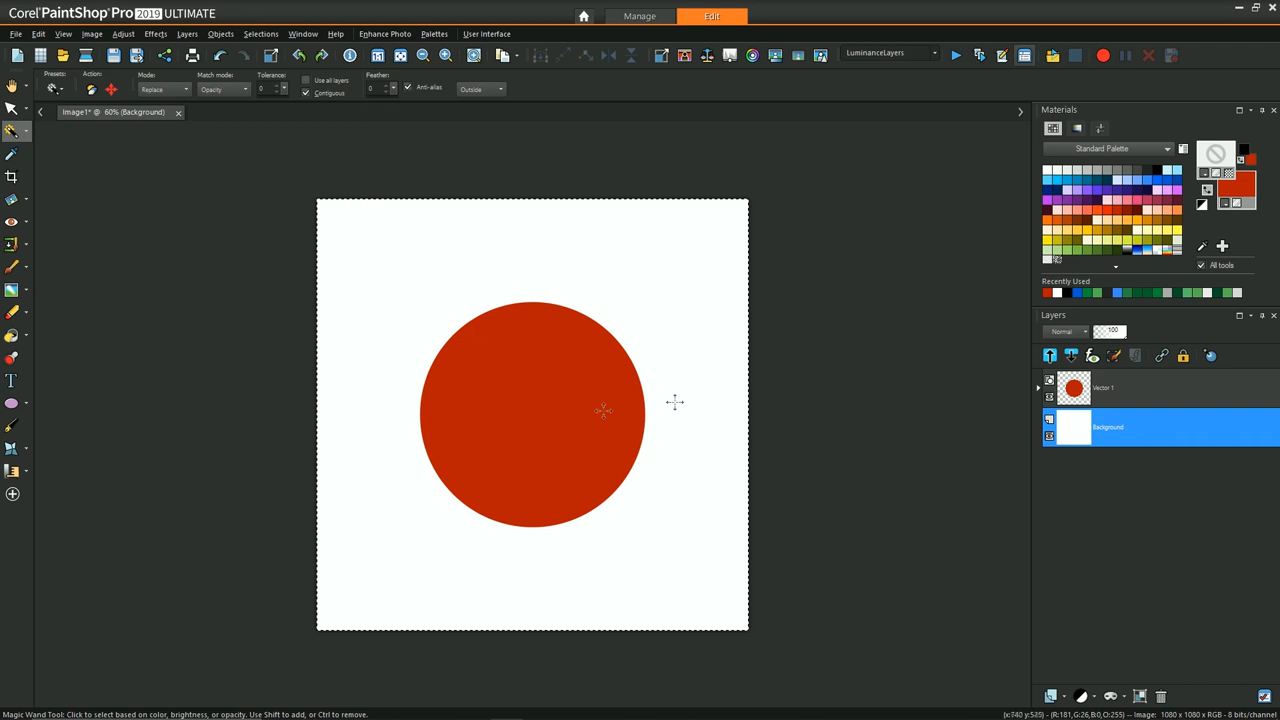 Corel®PaintShop®Pro 2019 ULTIMATE
Manage
Edit
File Edit View Image Adjust Effects Layers Objects Selections Window Help Enhance Photo Palettes User Interface
LuminanceLayers
Presets: Action: Mode: Match mode: Tolerance: Use all layers Feather:
Replace Opacity 0 Contiguous 0 Anti-alias Outside
Image1* @ 60% (Background)
Materials
Standard Palette
All tools
Recently Used
Layers
Normal 100
Vector 1
Background
Magic Wand Tool: Click to select based on color, brightness, or opacity. Use Shift to add, or Ctrl to remove.
Image: 1080 x 1080 x RGB - 8 bits/channel